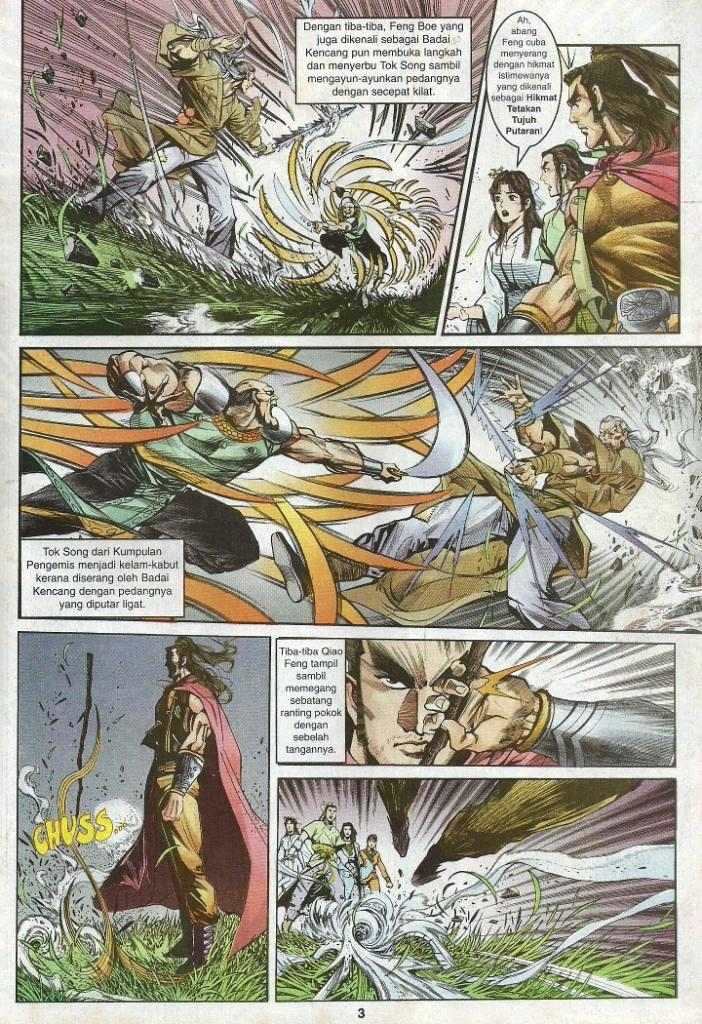 Dengan tiba-tiba, Feng Boe yang
juga dikenali sebagai Badai
Kencang pun membuka langkah
dan menyerbu Tok Song sambil
mengayun-ayunkan pedangnya
dengan secepat kilat.
Ah,
abang
Feng cuba
menyerang
dengan hikmat
istimewanya
yang dikenali
sebagai Hikmat
Tetakan
Tujuh
Putaran!
Tok Song dari Kumpulan
Pengemis menjadi kelam-kabut
kerana diserang oleh Badai
Kencang dengan pedangnya
yang diputar ligat.
CHUSS...
Tiba-tiba Qiao
Feng tampil
sambil
memegang
sebatang
ranting pokok
dengan
sebelah
tangannya.
3